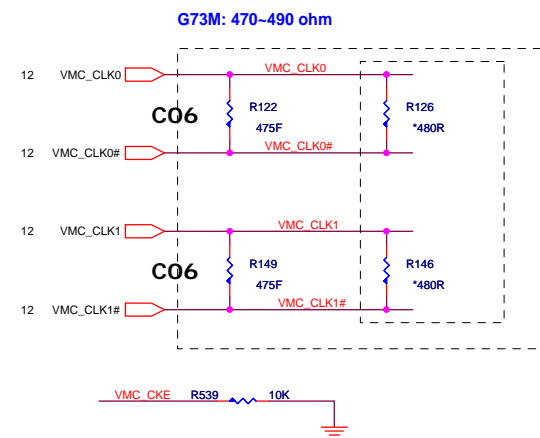 G73M: 470~490 ohm
12 VMC_CLK0 VMC_CLK0
R122 R126
C06
475F *480R
12 VMC_CLK0# VMC_CLK0#
12 VMC_CLK1 VMC_CLK1
R149 R146
C06
475F *480R
12 VMC_CLK1# VMC_CLK1#
VMC_CKE R539 10K